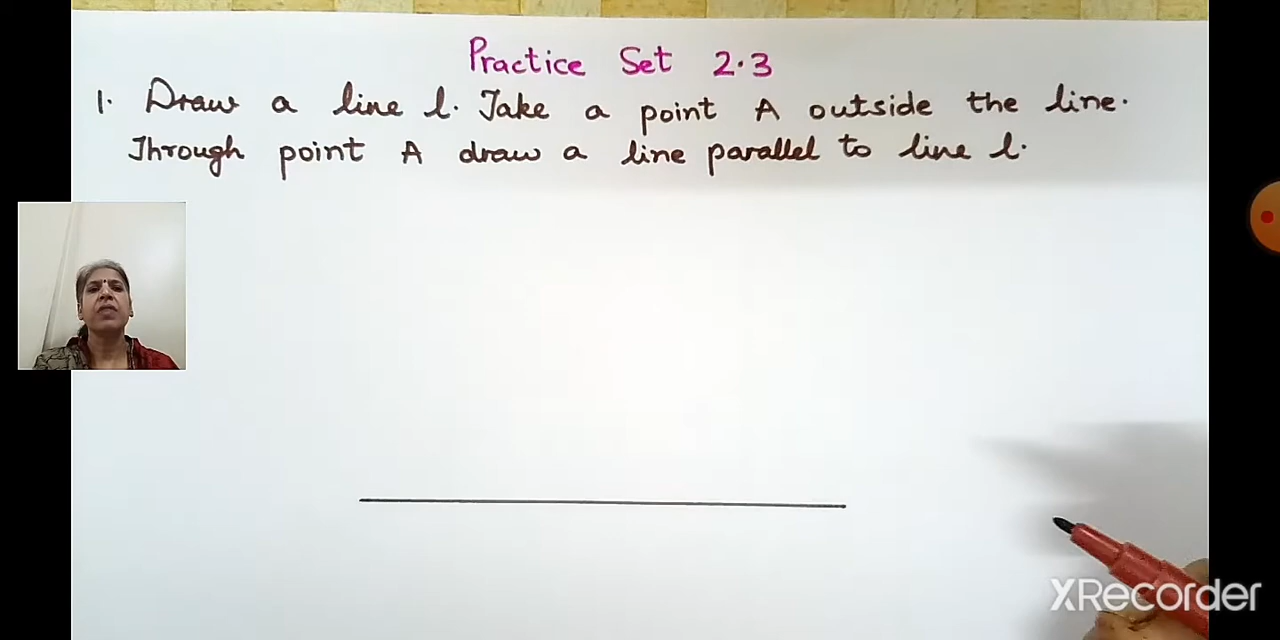 Practice Set 2.3
1. Draw a line l. Take a point A outside the line.
Through point A draw a line parallel to line l.
XRecorder